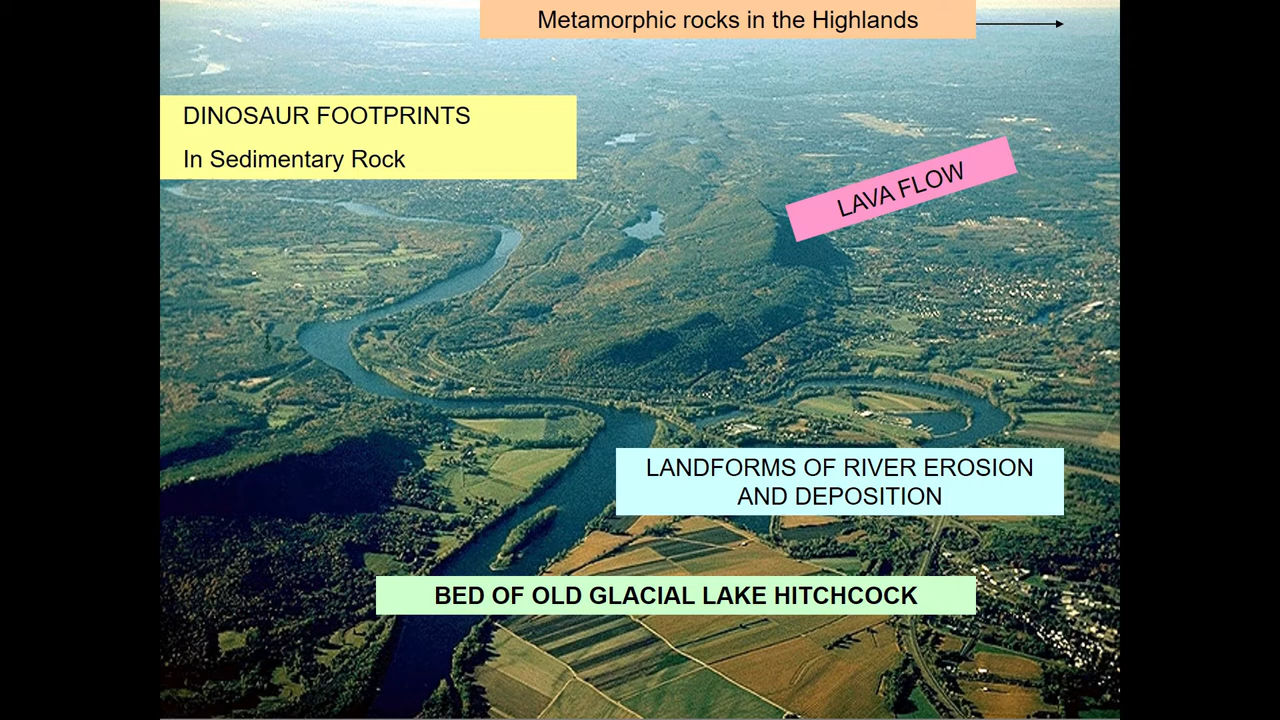 Metamorphic rocks in the Highlands
DINOSAUR FOOTPRINTS
In Sedimentary Rock
LAVA FLOW
LANDFORMS OF RIVER EROSION
AND DEPOSITION
BED OF OLD GLACIAL LAKE HITCHCOCK